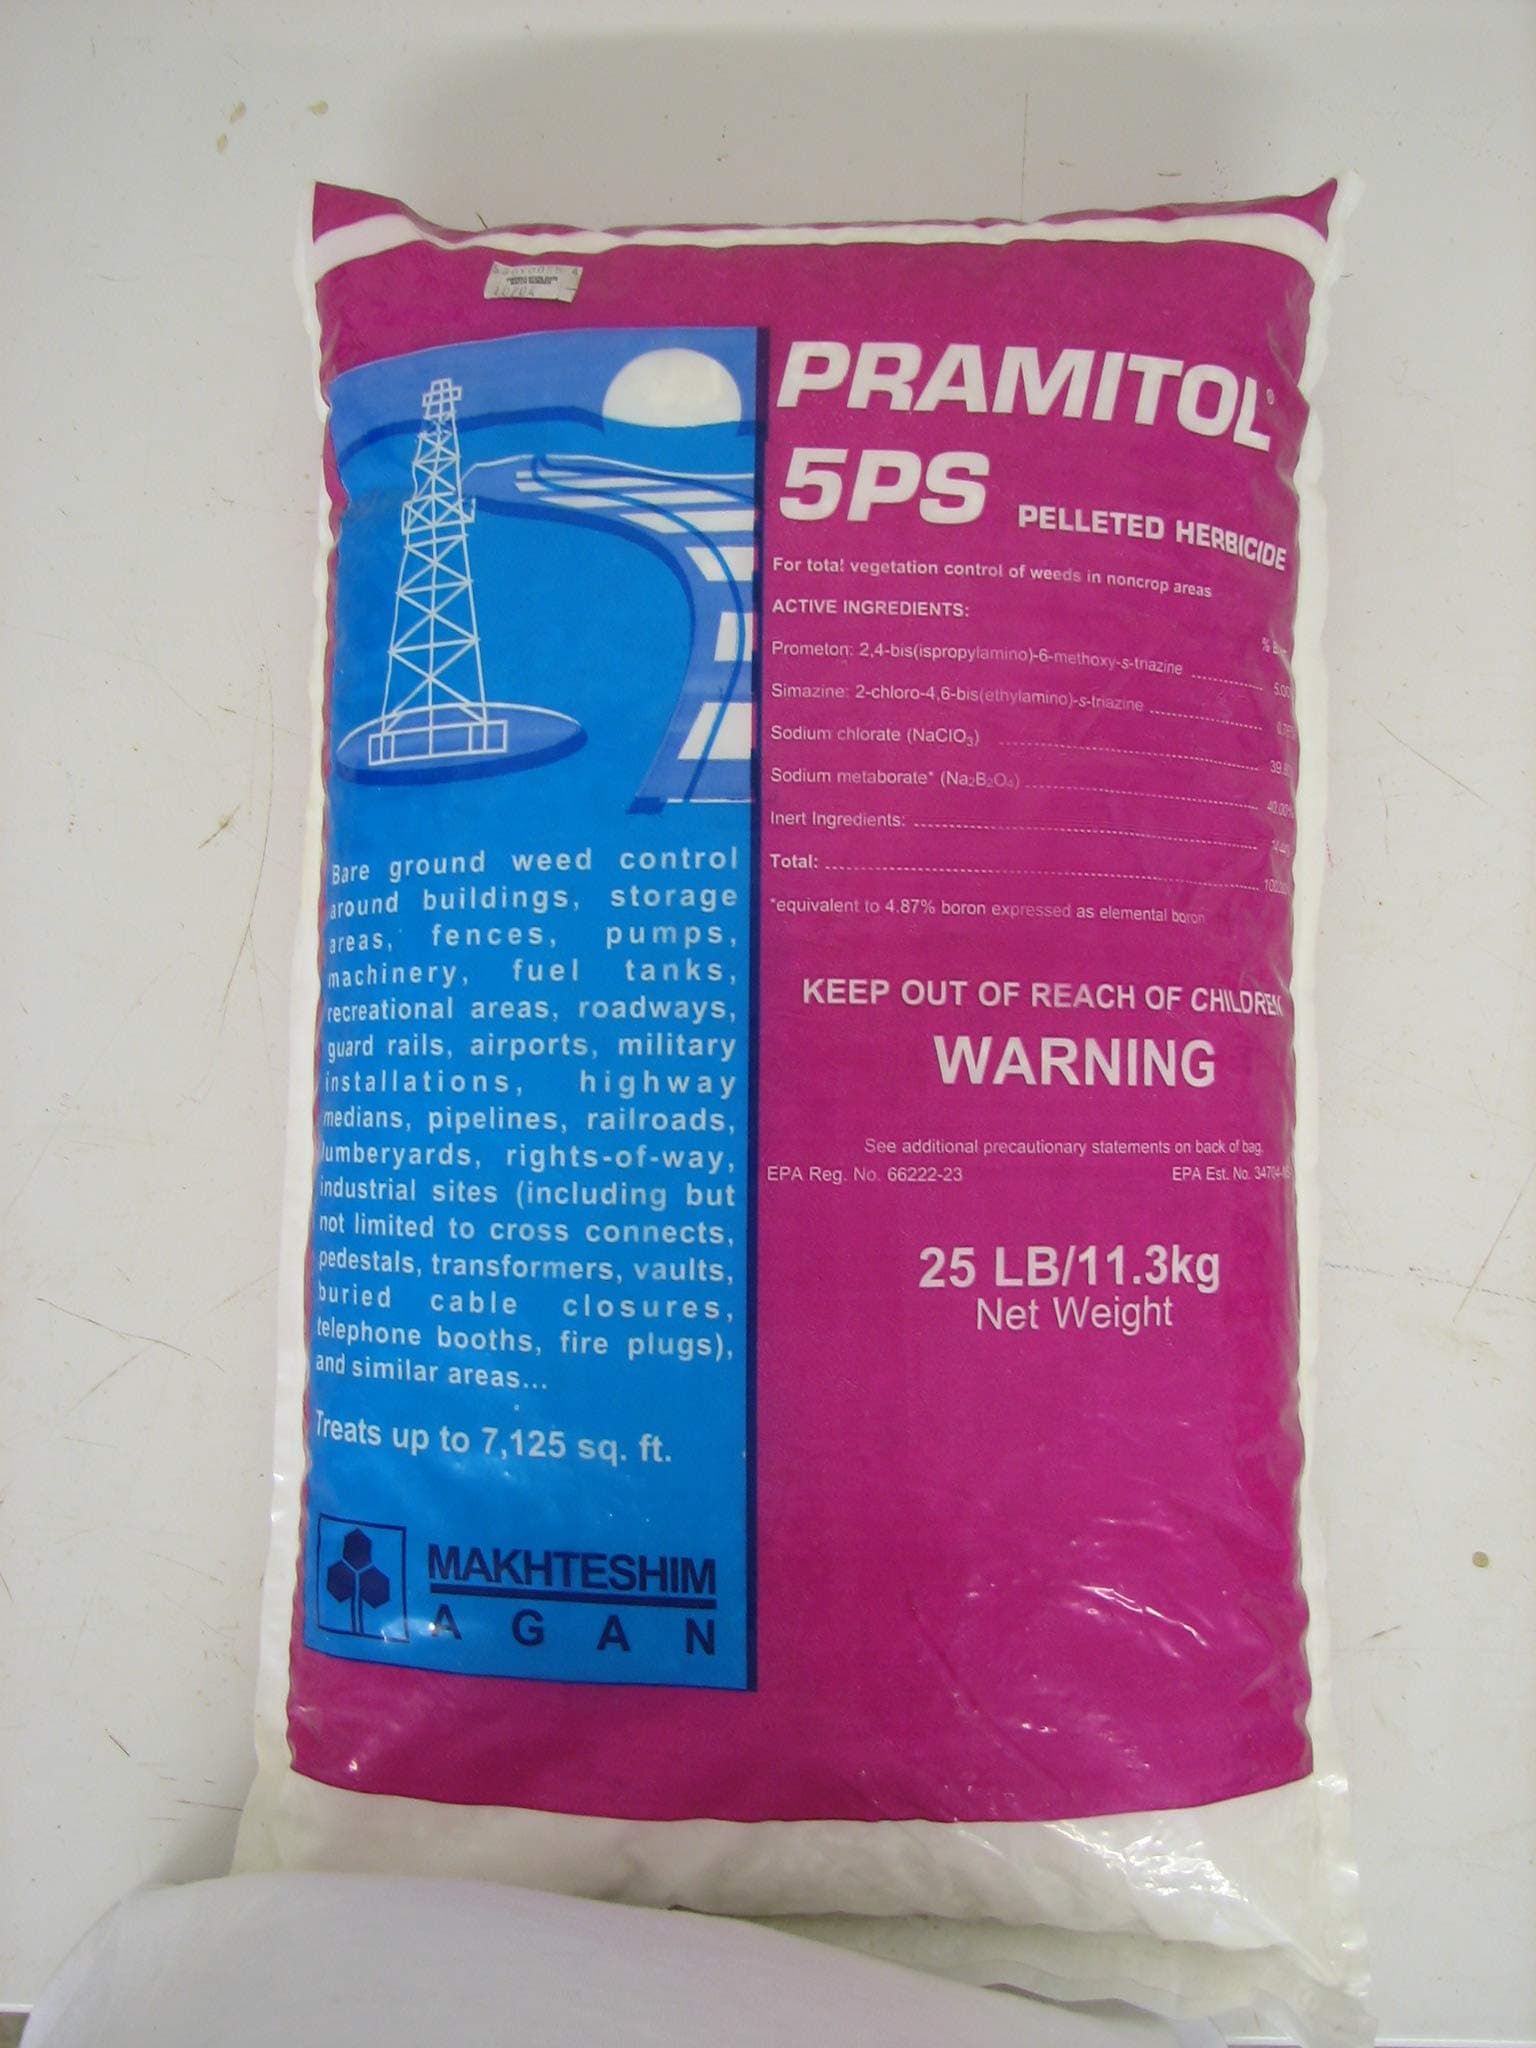 PRAMITOL®
5PS PELLETED HERBICIDE
For total vegetation control of weeds in noncrop areas
ACTIVE INGREDIENTS:
Prometon: 2,4-bis(ispropylamino)-6-methoxy-s-triazine
Simazine: 2-chloro-4,6-bis(ethylamino)-s-triazine
Sodium chlorate (NaClO₃)
Sodium metaborate* (Na₂B₂O₄) 40.00%
Inert Ingredients:
Total:
*equivalent to 4.87% boron expressed as elemental boron
KEEP OUT OF REACH OF CHILDREN
WARNING
See additional precautionary statements on back of bag.
EPA Reg. No. 66222-23 EPA Est. No.
25 LB/11.3kg
Net Weight
Bare ground weed control
around buildings, storage
areas, fences, pumps,
machinery, fuel tanks,
recreational areas, roadways,
guard rails, airports, military
installations, highway
medians, pipelines, railroads,
lumberyards, rights-of-way,
industrial sites (including but
not limited to cross connects,
pedestals, transformers, vaults,
buried cable closures,
telephone booths, fire plugs),
and similar areas...
Treats up to 7,125 sq. ft.
MAKHTESHIM
AGAN